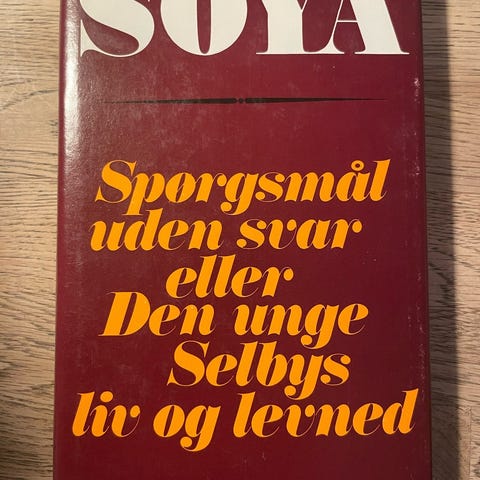 SOYA
Spørgsmål
uden svar
eller
Den unge
Selbys
liv og levned